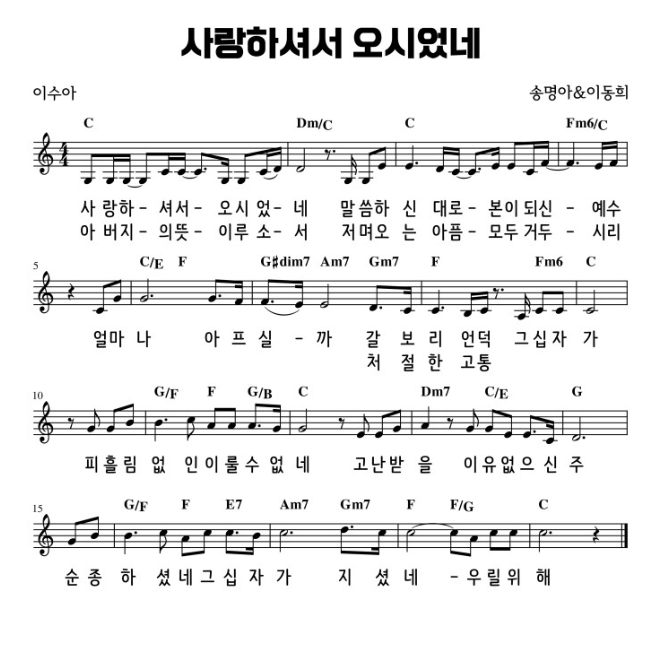 사랑하셔서 오시었네
이수아
송명아&이동희
C Dm/C C Fm6/C
4 4
사 랑하- 셔서- 오시 었- 네 말씀하 신 대로- 본이되신 - 예수
아 버지- 의뜻- 이루 소- 서 저며오 는 아픔- 모두거두 - 시리
5
C/E F G#dim7 Am7 Gm7 F Fm6 C
얼마 나 아 프 실 - 까 갈 보 리 언덕 그십자 가
처 절 한 고통
10
G/F F G/B C Dm7 C/E G
피흘림 없 인이룰수 없 네 고난받 을 이유없으신 주
15
G/F F E7 Am7 Gm7 F F/G C
순 종 하 셨네그십 자 가 지 셨 네 -우릴위 해